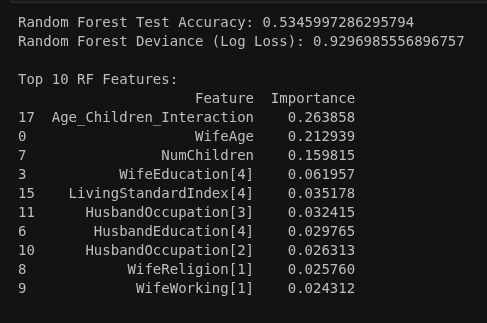 Random Forest Test Accuracy: 0.5345997286295794
Random Forest Deviance (Log Loss): 0.9296985556896757
Top 10 RF Features:
Feature Importance
17 Age_Children_Interaction 0.263858
0 WifeAge 0.212939
7 NumChildren 0.159815
3 WifeEducation[4] 0.061957
15 LivingStandardIndex[4] 0.035178
11 HusbandOccupation[3] 0.032415
6 HusbandEducation[4] 0.029765
10 HusbandOccupation[2] 0.026313
8 WifeReligion[1] 0.025760
9 WifeWorking[1] 0.024312